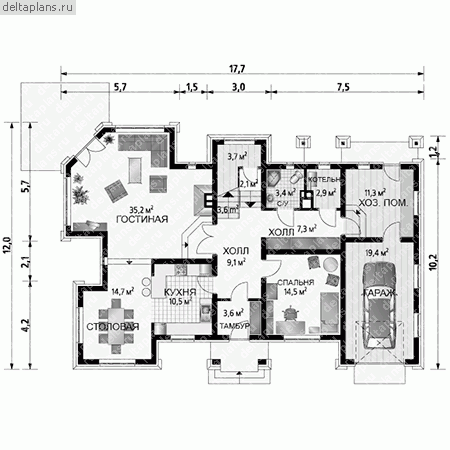 deltaplans.ru
17,7
5,7
1,5
3,0
7,5
12,0
5,7
2,1
4,2
1,2
10,2
3,7 м²
2,1 м²
3,6 м²
35,2 м²
ГОСТИНАЯ
3,4 м²
С/У
КОТЕЛЬН.
2,9 м²
11,3 м²
ХОЗ. ПОМ.
ХОЛЛ
7,3 м²
ХОЛЛ
9,1 м²
19,4 м²
ГАРАЖ
СПАЛЬНЯ
14,5 м²
КУХНЯ
10,5 м²
14,7 м²
СТОЛОВАЯ
3,6 м²
ТАМБУР